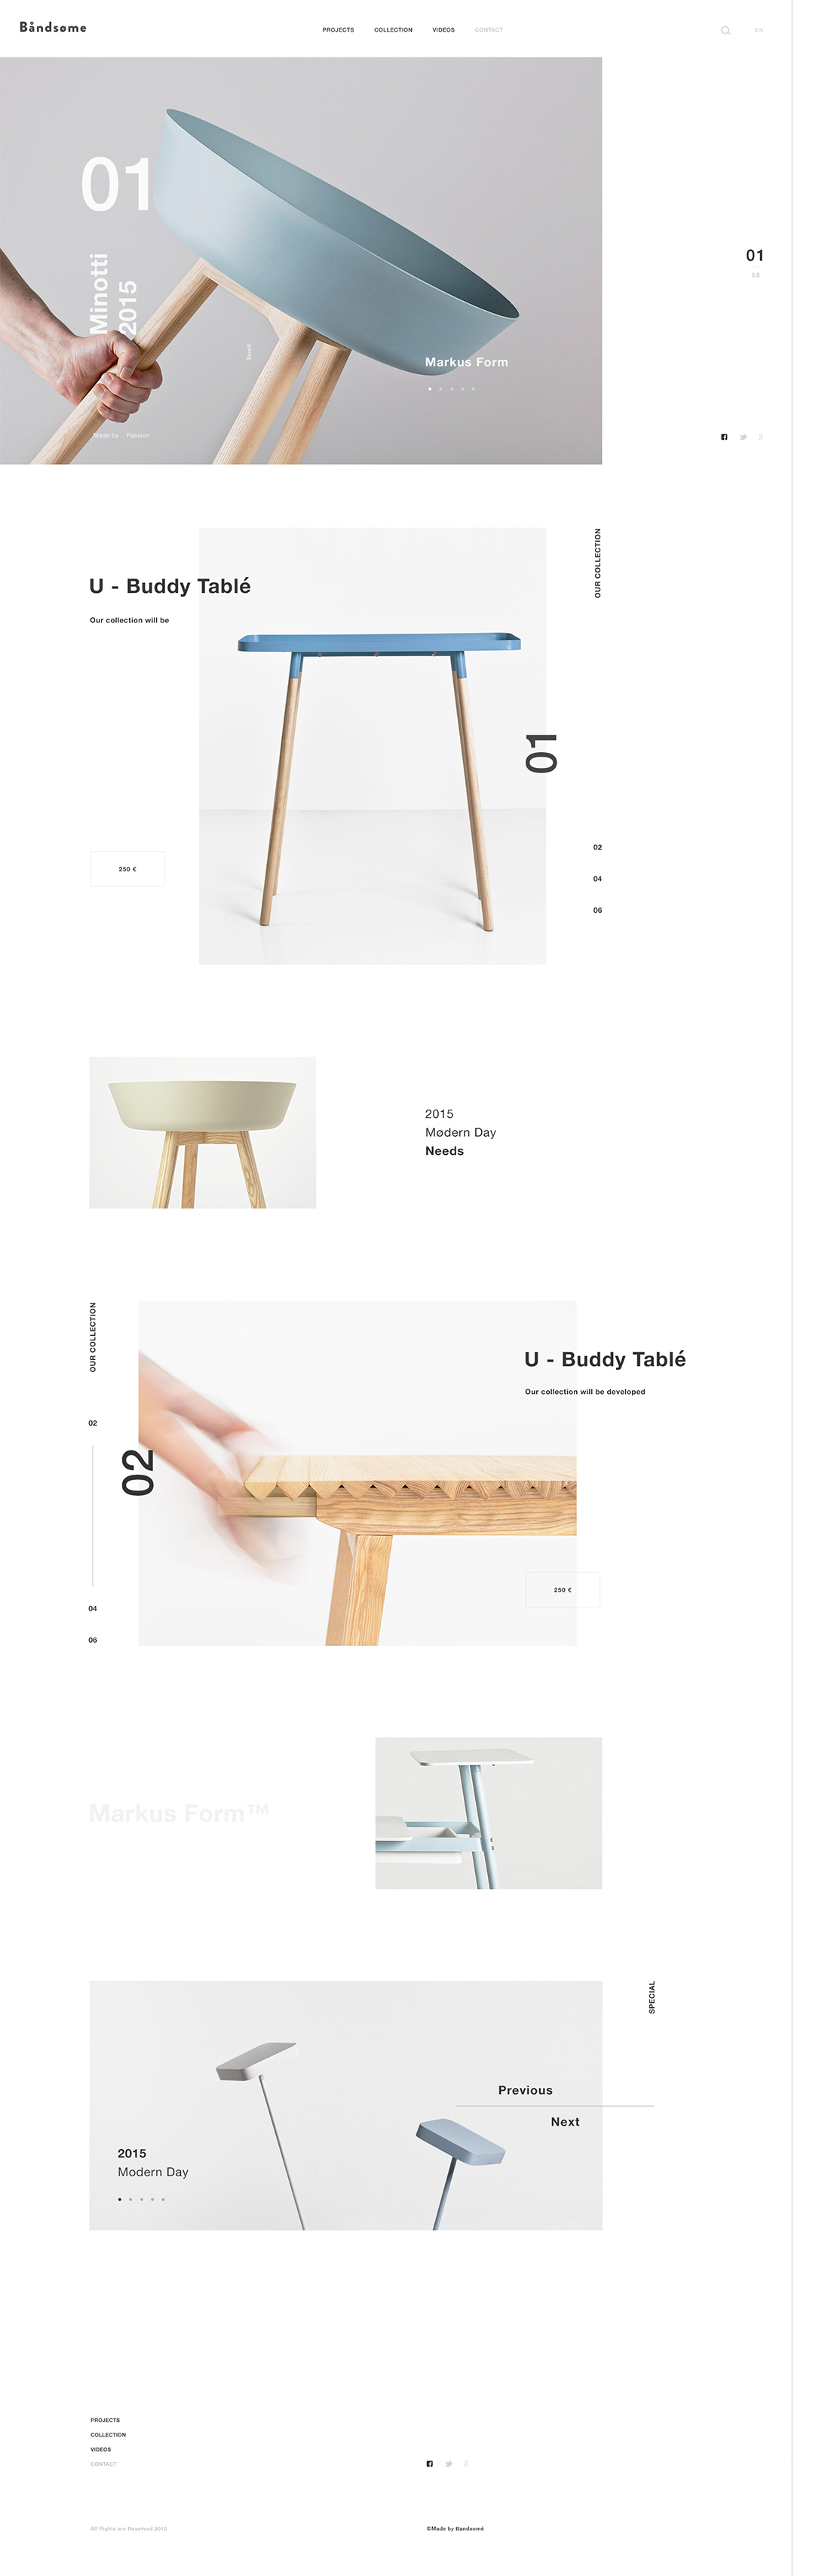 Båndsøme
PROJECTS COLLECTION VIDEOS CONTACT
EN
01
Minotti
2015
Scroll
Markus Form
Made by Passion
01
08
U - Buddy Tablé
Our collection will be
OUR COLLECTION
01
250 €
02
04
06
2015
Mødern Day
Needs
OUR COLLECTION
02
02
04
06
U - Buddy Tablé
Our collection will be developed
250 €
Markus Form™
SPECIAL
Previous
Next
2015
Modern Day
PROJECTS
COLLECTION
VIDEOS
CONTACT
All Rights are Reserved 2015
©Made by Bandsomé